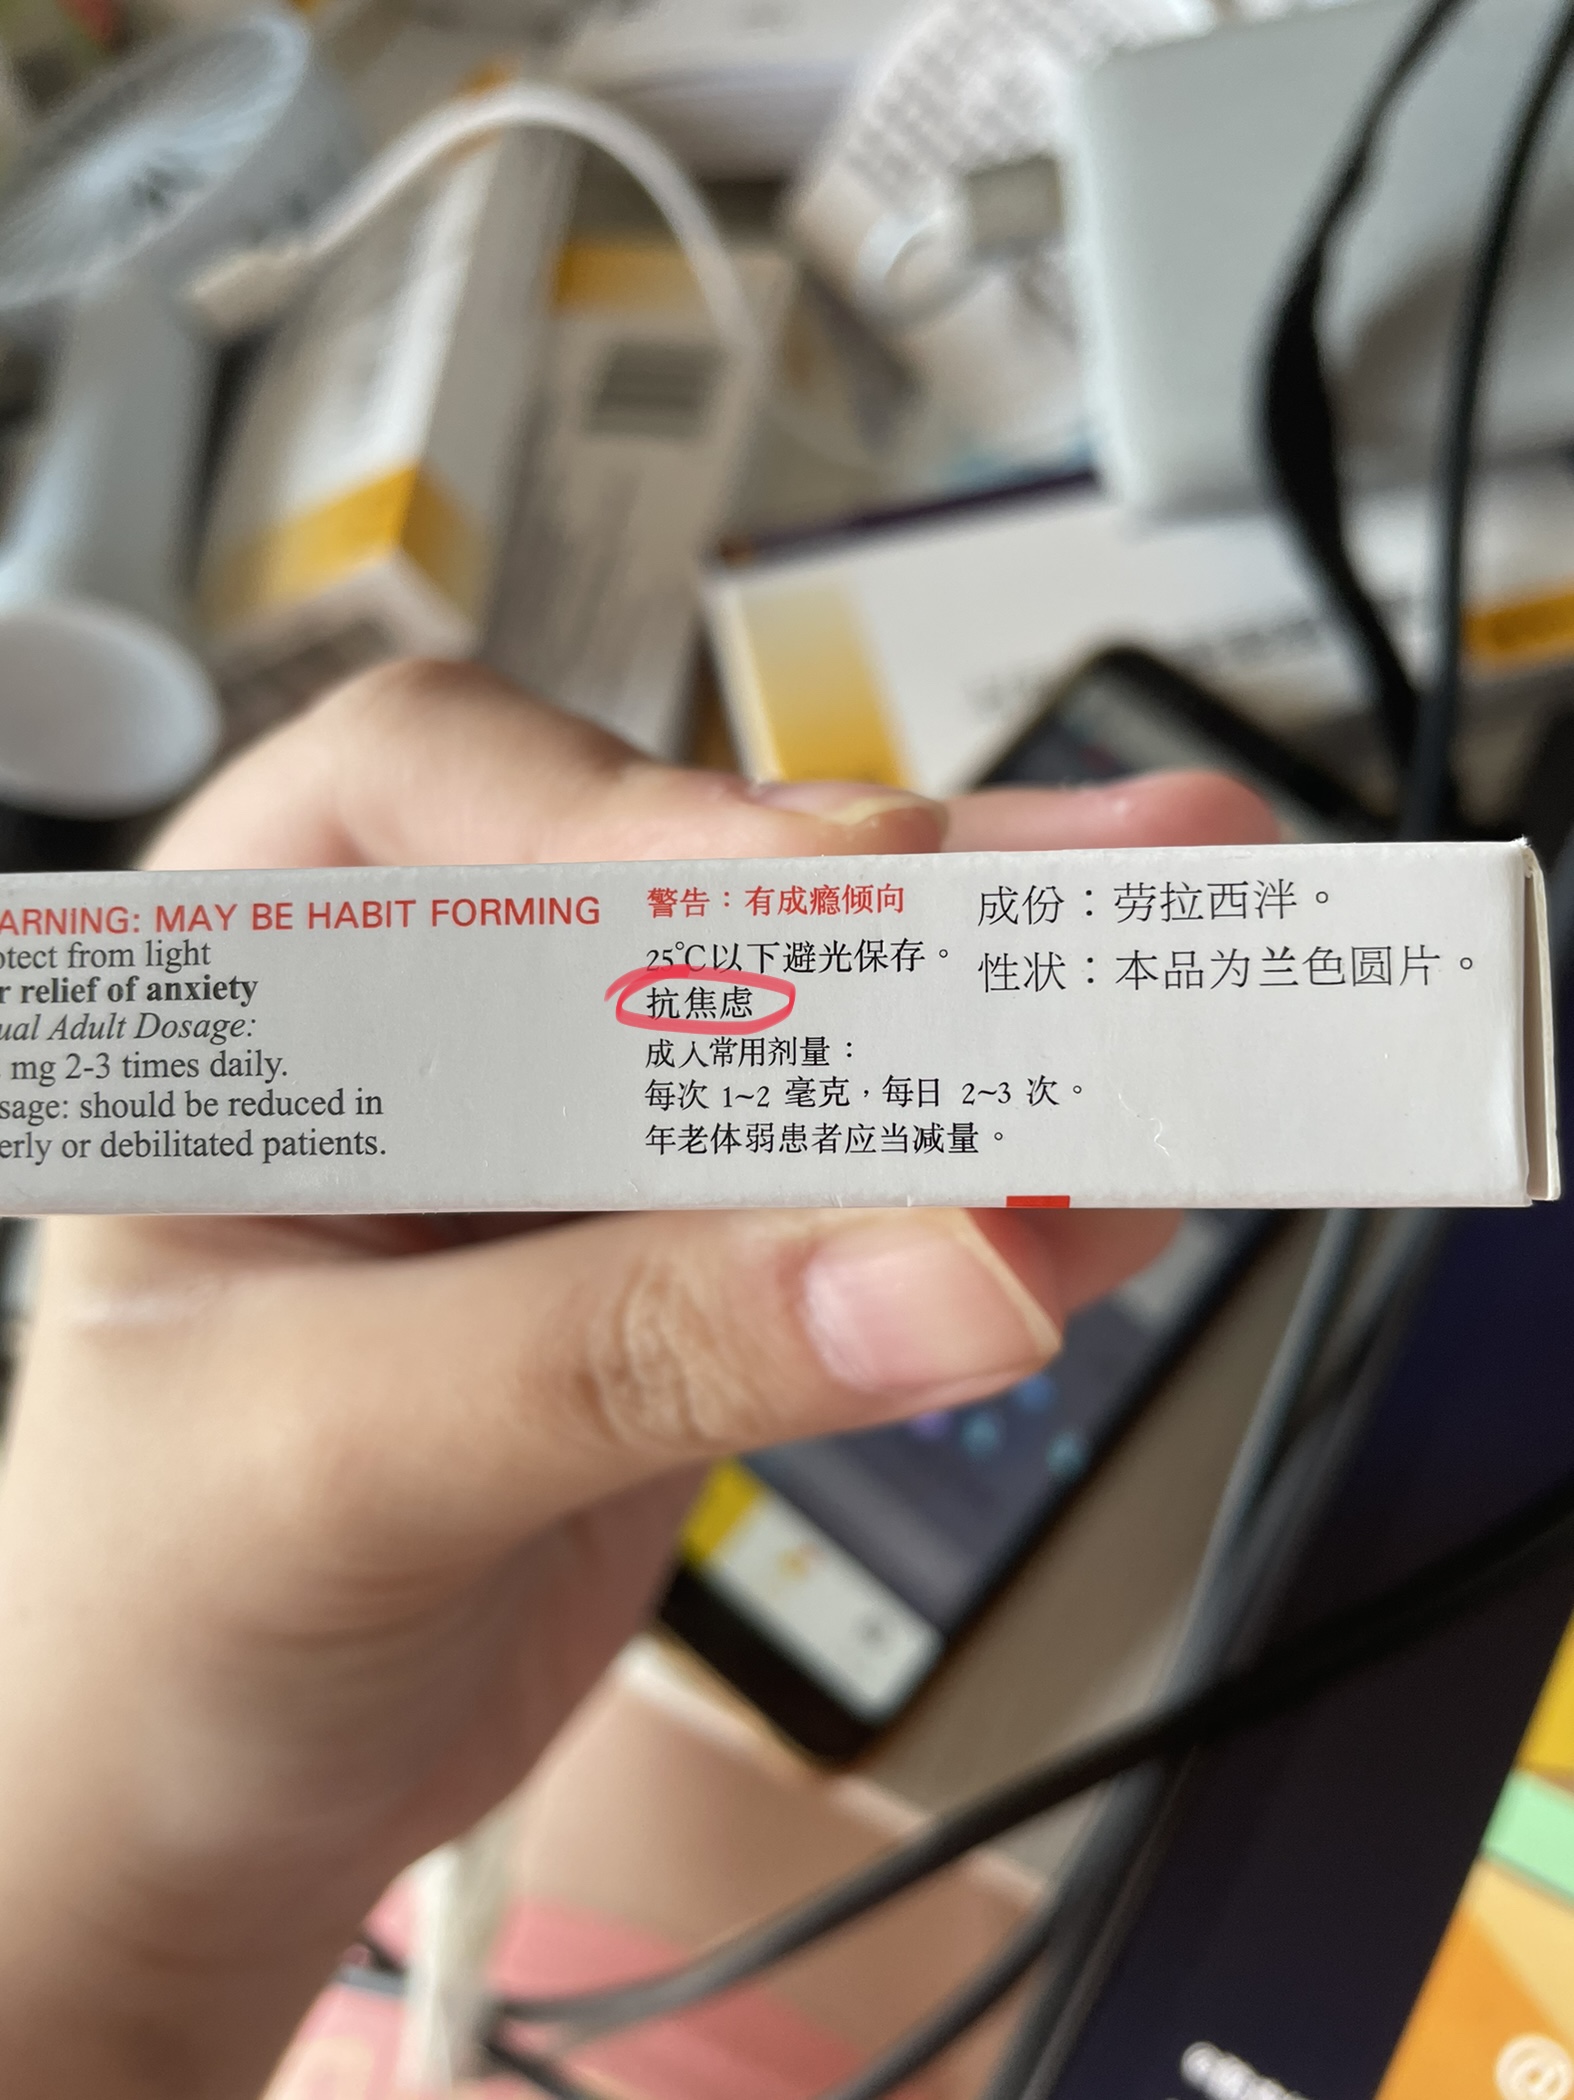 ARNING: MAY BE HABIT FORMING
otect from light
r relief of anxiety
ual Adult Dosage:
mg 2-3 times daily.
sage: should be reduced in
erly or debilitated patients.
警告：有成瘾倾向
25℃以下避光保存。
抗焦虑
成人常用剂量：
每次 1~2 毫克，每日 2~3 次。
年老体弱患者应当减量。
成份：劳拉西泮。
性状：本品为兰色圆片。